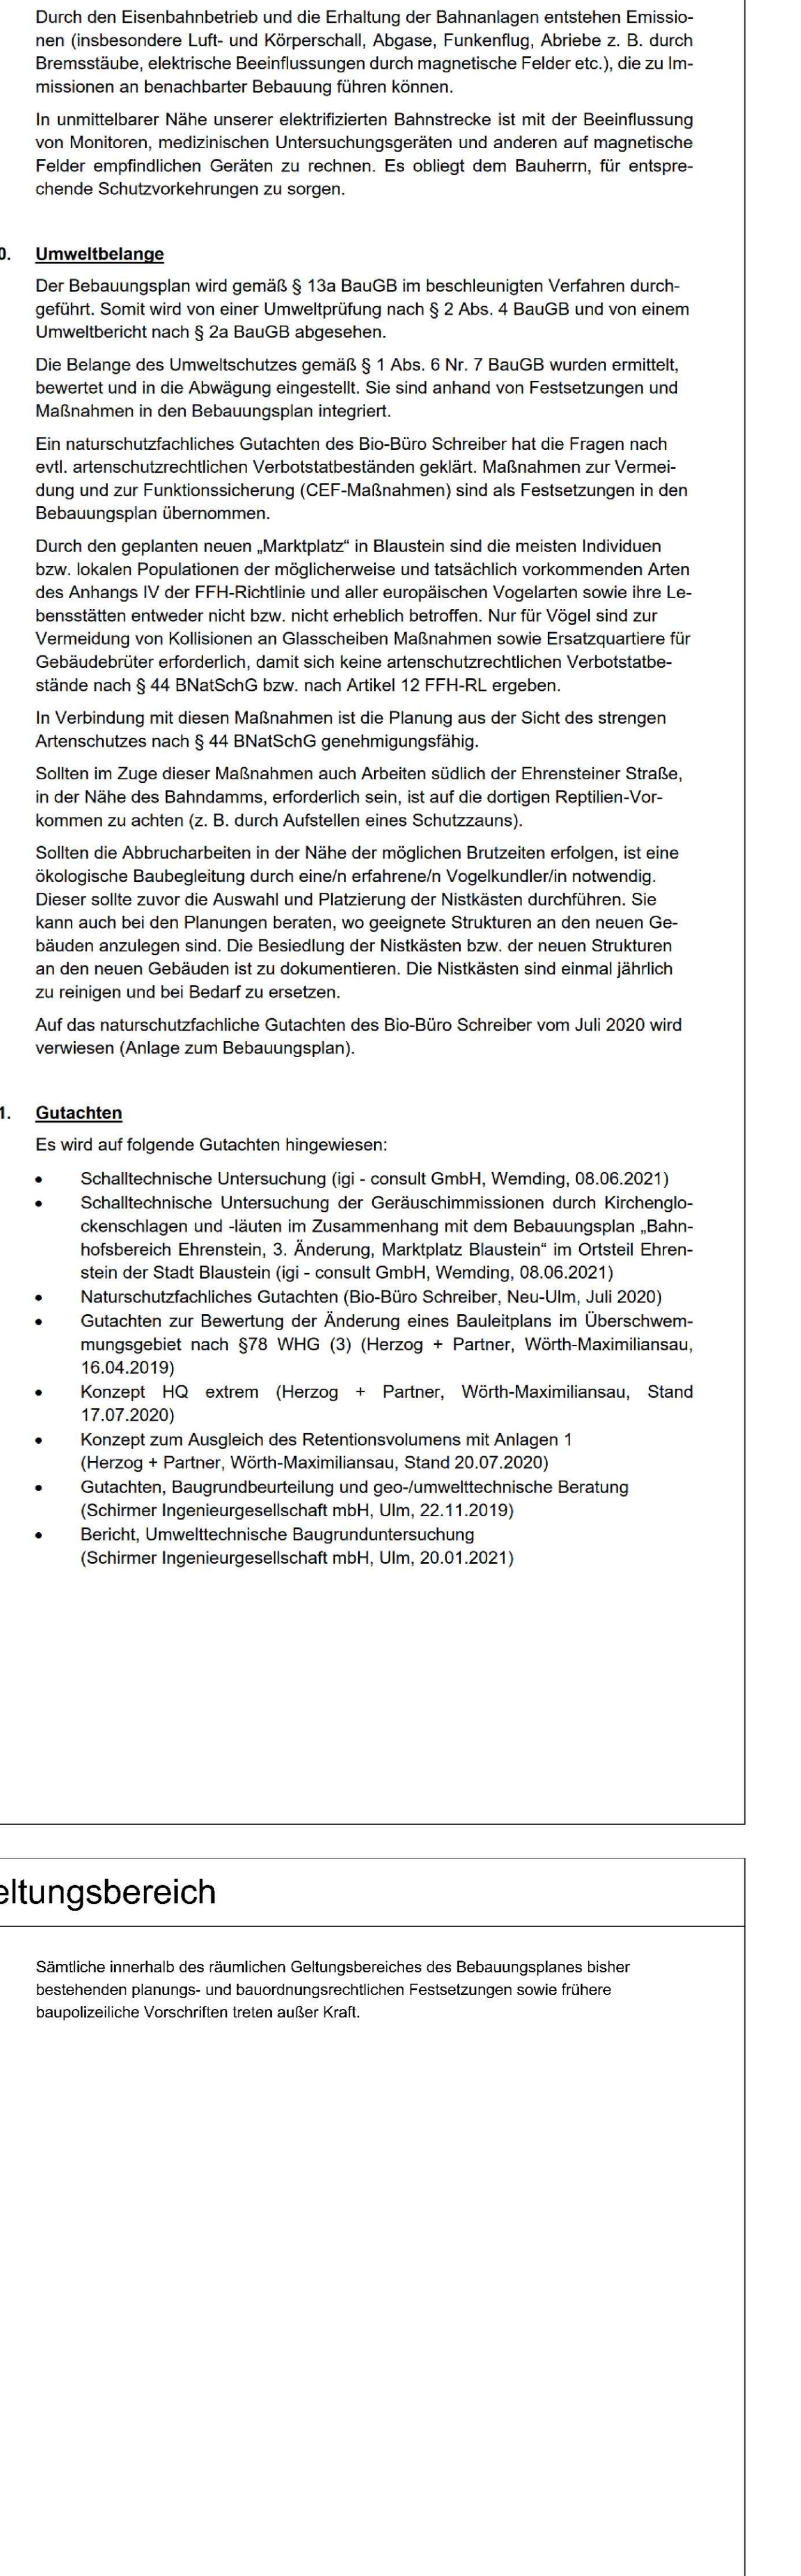 Durch den Eisenbahnbetrieb und die Erhaltung der Bahnanlagen entstehen Emissio-
nen (insbesondere Luft- und Körperschall, Abgase, Funkenflug, Abriebe z. B. durch
Bremsstäube, elektrische Beeinflussungen durch magnetische Felder etc.), die zu Im-
missionen an benachbarter Bebauung führen können.
In unmittelbarer Nähe unserer elektrifizierten Bahnstrecke ist mit der Beeinflussung
von Monitoren, medizinischen Untersuchungsgeräten und anderen auf magnetische
Felder empfindlichen Geräten zu rechnen. Es obliegt dem Bauherrn, für entspre-
chende Schutzvorkehrungen zu sorgen.
0. Umweltbelange
Der Bebauungsplan wird gemäß § 13a BauGB im beschleunigten Verfahren durch-
geführt. Somit wird von einer Umweltprüfung nach § 2 Abs. 4 BauGB und von einem
Umweltbericht nach § 2a BauGB abgesehen.
Die Belange des Umweltschutzes gemäß § 1 Abs. 6 Nr. 7 BauGB wurden ermittelt,
bewertet und in die Abwägung eingestellt. Sie sind anhand von Festsetzungen und
Maßnahmen in den Bebauungsplan integriert.
Ein naturschutzfachliches Gutachten des Bio-Büro Schreiber hat die Fragen nach
evtl. artenschutzrechtlichen Verbotstatbeständen geklärt. Maßnahmen zur Vermei-
dung und zur Funktionssicherung (CEF-Maßnahmen) sind als Festsetzungen in den
Bebauungsplan übernommen.
Durch den geplanten neuen „Marktplatz“ in Blaustein sind die meisten Individuen
bzw. lokalen Populationen der möglicherweise und tatsächlich vorkommenden Arten
des Anhangs IV der FFH-Richtlinie und aller europäischen Vogelarten sowie ihre Le-
bensstätten entweder nicht bzw. nicht erheblich betroffen. Nur für Vögel sind zur
Vermeidung von Kollisionen an Glasscheiben Maßnahmen sowie Ersatzquartiere für
Gebäudebrüter erforderlich, damit sich keine artenschutzrechtlichen Verbotstatbe-
stände nach § 44 BNatSchG bzw. nach Artikel 12 FFH-RL ergeben.
In Verbindung mit diesen Maßnahmen ist die Planung aus der Sicht des strengen
Artenschutzes nach § 44 BNatSchG genehmigungsfähig.
Sollten im Zuge dieser Maßnahmen auch Arbeiten südlich der Ehrensteiner Straße,
in der Nähe des Bahndamms, erforderlich sein, ist auf die dortigen Reptilien-Vor-
kommen zu achten (z. B. durch Aufstellen eines Schutzzauns).
Sollten die Abbrucharbeiten in der Nähe der möglichen Brutzeiten erfolgen, ist eine
ökologische Baubegleitung durch eine/n erfahrene/n Vogelkundler/in notwendig.
Dieser sollte zuvor die Auswahl und Platzierung der Nistkästen durchführen. Sie
kann auch bei den Planungen beraten, wo geeignete Strukturen an den neuen Ge-
bäuden anzulegen sind. Die Besiedlung der Nistkästen bzw. der neuen Strukturen
an den neuen Gebäuden ist zu dokumentieren. Die Nistkästen sind einmal jährlich
zu reinigen und bei Bedarf zu ersetzen.
Auf das naturschutzfachliche Gutachten des Bio-Büro Schreiber vom Juli 2020 wird
verwiesen (Anlage zum Bebauungsplan).
1. Gutachten
Es wird auf folgende Gutachten hingewiesen:
• Schalltechnische Untersuchung (igi - consult GmbH, Wemding, 08.06.2021)
• Schalltechnische Untersuchung der Geräuschimmissionen durch Kirchenglo-
ckenschlagen und -läuten im Zusammenhang mit dem Bebauungsplan „Bahn-
hofsbereich Ehrenstein, 3. Änderung, Marktplatz Blaustein“ im Ortsteil Ehren-
stein der Stadt Blaustein (igi - consult GmbH, Wemding, 08.06.2021)
• Naturschutzfachliches Gutachten (Bio-Büro Schreiber, Neu-Ulm, Juli 2020)
• Gutachten zur Bewertung der Änderung eines Bauleitplans im Überschwem-
mungsgebiet nach §78 WHG (3) (Herzog + Partner, Wörth-Maximiliansau,
16.04.2019)
• Konzept HQ extrem (Herzog + Partner, Wörth-Maximiliansau, Stand
17.07.2020)
• Konzept zum Ausgleich des Retentionsvolumens mit Anlagen 1
(Herzog + Partner, Wörth-Maximiliansau, Stand 20.07.2020)
• Gutachten, Baugrundbeurteilung und geo-/umwelttechnische Beratung
(Schirmer Ingenieurgesellschaft mbH, Ulm, 22.11.2019)
• Bericht, Umwelttechnische Baugrunduntersuchung
(Schirmer Ingenieurgesellschaft mbH, Ulm, 20.01.2021)
eltungsbereich
Sämtliche innerhalb des räumlichen Geltungsbereiches des Bebauungsplanes bisher
bestehenden planungs- und bauordnungsrechtlichen Festsetzungen sowie frühere
baupolizeiliche Vorschriften treten außer Kraft.